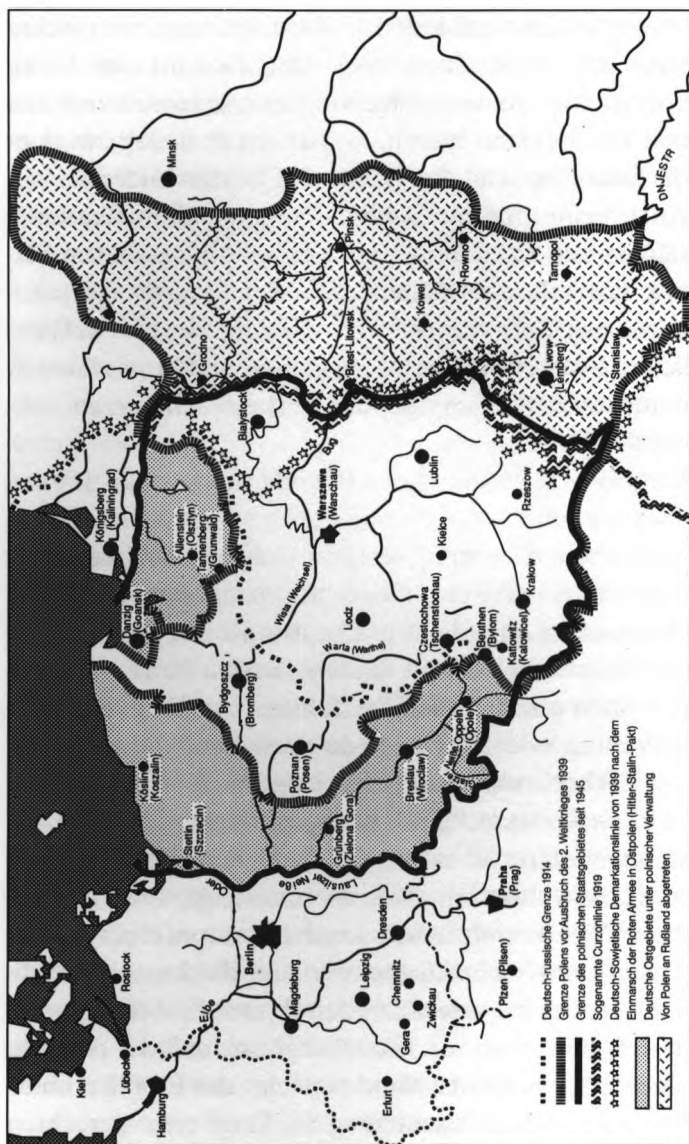 Kiel
Lübeck
Hamburg
Rostock
Elbe
Magdeburg
Berlin
Leipzig
Gera
Chemnitz
Zwickau
Erfurt
Dresden
Plzen (Pilsen)
Praha
(Prag)
Oder
Lausitzer Neiße
Stettin
(Szczecin)
Köslin
(Koszalin)
Grünberg
(Zielona Gora)
Breslau
(Wroclaw)
Glatzer Neiße
Oppeln
(Opole)
Poznan
(Posen)
Pydgoszcz
(Bromberg)
Danzig
(Gdansk)
Königsberg
(Kaliningrad)
Allenstein
(Olsztyn)
Tannenberg
(Grunwald)
Wista (Weichsel)
Warta (Warthe)
Lodz
Warszawa
(Warschau)
Czestochowa
(Tschenstochau)
Beuthen
(Bytom)
Kattowitz
(Katowice)
Krakow
Kielce
Rzeszow
Lublin
Bug
Bialystock
Grodno
Brest-Litowsk
Pinsk
Minsk
Kowel
Rowno
Lwow
(Lemberg)
Tarnopol
Stanislaw
DNJESTR
Deutsch-russische Grenze 1914
Grenze Polens vor Ausbruch des 2. Weltkrieges 1939
Grenze des polnischen Staatsgebietes seit 1945
Sogenannte Curzonlinie 1919
Deutsch-Sowjetische Demarkationslinie von 1939 nach dem
Einmarsch der Roten Armee in Ostpolen (Hitler-Stalin-Pakt)
Deutsche Ostgebiete unter polnischer Verwaltung
Von Polen an Rußland abgetreten